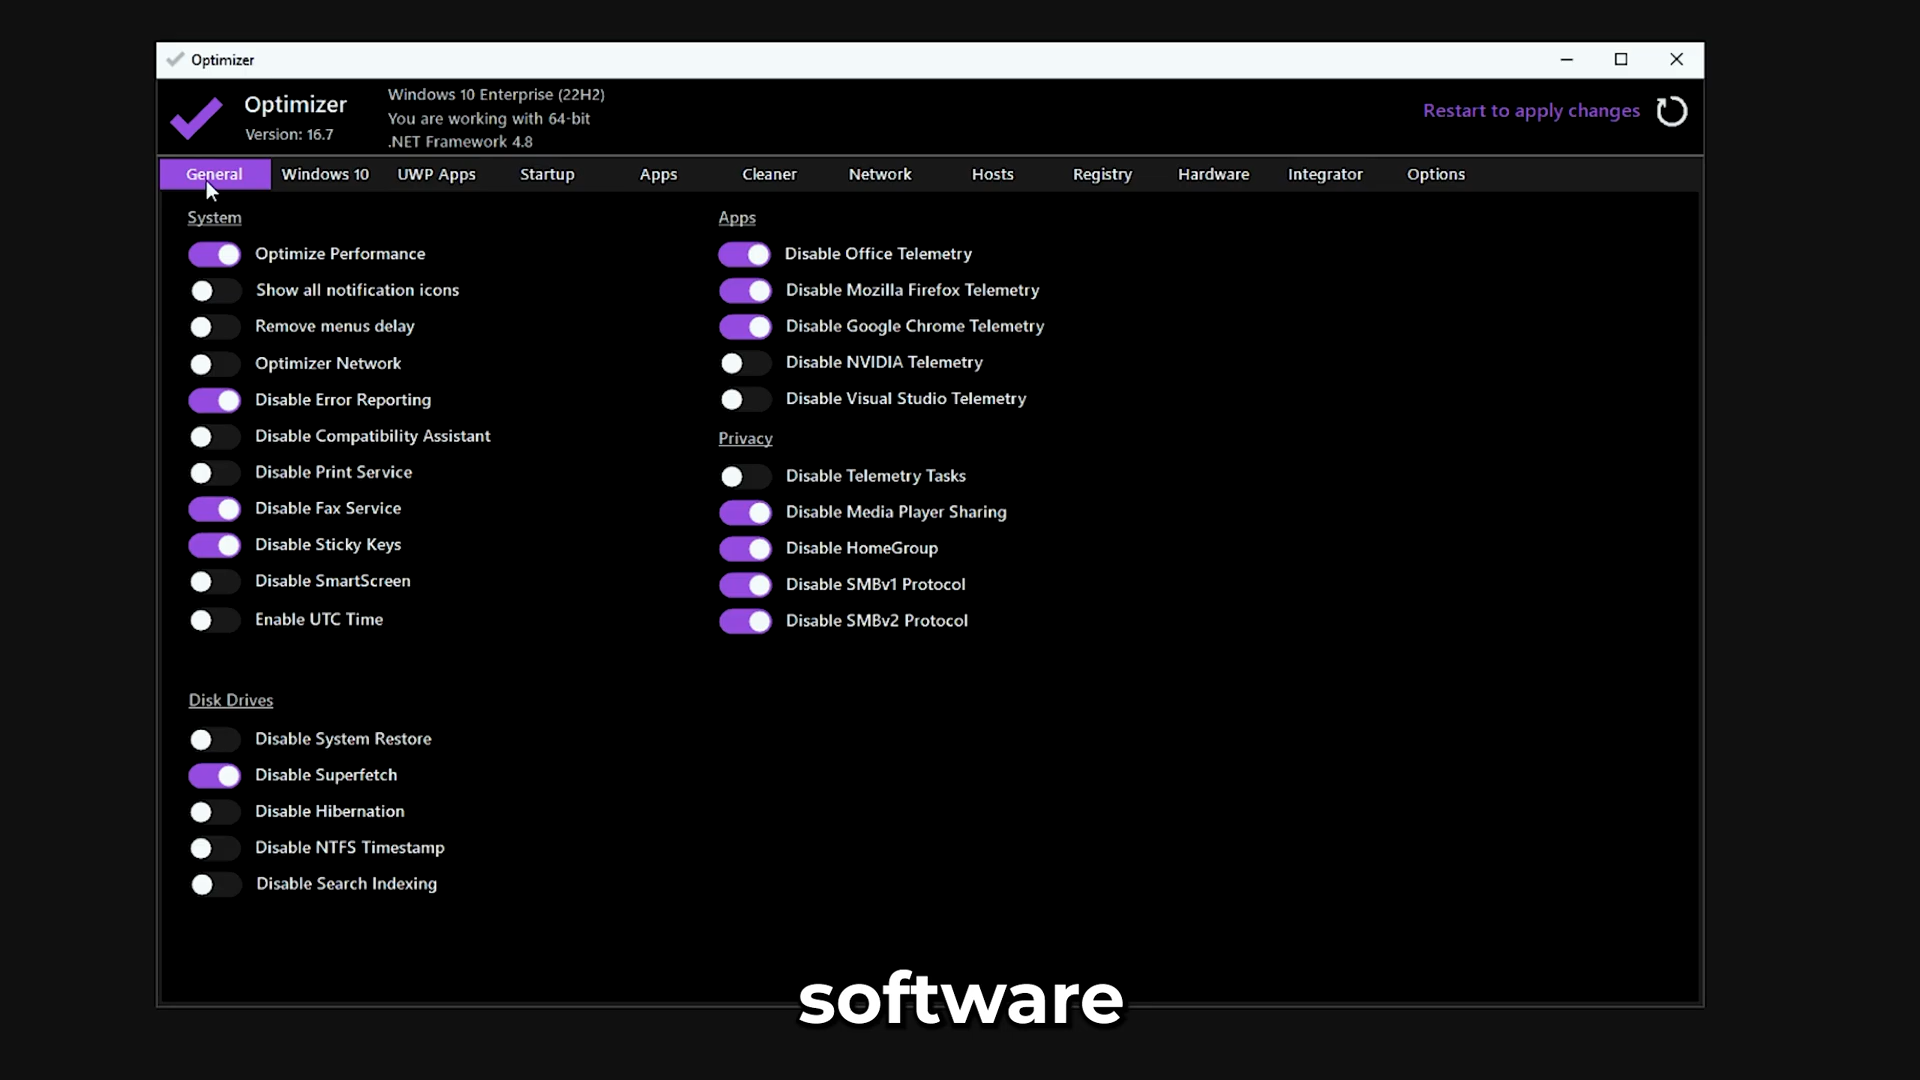 Optimizer
Optimizer
Version: 16.7
Windows 10 Enterprise (22H2)
You are working with 64-bit
.NET Framework 4.8
Restart to apply changes
General
Windows 10
UWP Apps
Startup
Apps
Cleaner
Network
Hosts
Registry
Hardware
Integrator
Options
System
Optimize Performance
Show all notification icons
Remove menus delay
Optimizer Network
Disable Error Reporting
Disable Compatibility Assistant
Disable Print Service
Disable Fax Service
Disable Sticky Keys
Disable SmartScreen
Enable UTC Time
Disk Drives
Disable System Restore
Disable Superfetch
Disable Hibernation
Disable NTFS Timestamp
Disable Search Indexing
Apps
Disable Office Telemetry
Disable Mozilla Firefox Telemetry
Disable Google Chrome Telemetry
Disable NVIDIA Telemetry
Disable Visual Studio Telemetry
Privacy
Disable Telemetry Tasks
Disable Media Player Sharing
Disable HomeGroup
Disable SMBv1 Protocol
Disable SMBv2 Protocol
software